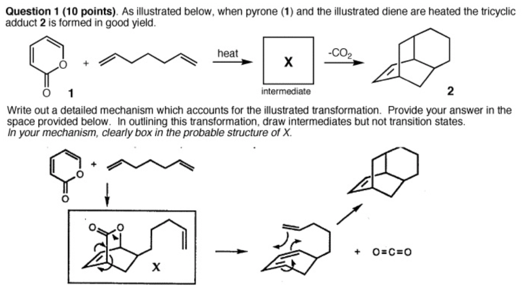 Question 1 (10 points). As illustrated below, when pyrone (1) and the illustrated diene are heated the tricyclic
adduct 2 is formed in good yield.
O
O
1
+
heat
X
intermediate
-CO2
2
Write out a detailed mechanism which accounts for the illustrated transformation. Provide your answer in the
space provided below. In outlining this transformation, draw intermediates but not transition states.
In your mechanism, clearly box in the probable structure of X.
O
O
+
O
O
X
+ O=C=O